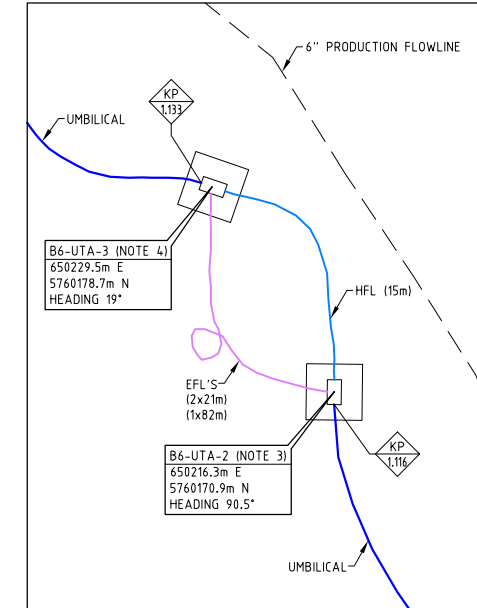 6" PRODUCTION FLOWLINE
KP
1.133
UMBILICAL
B6-UTA-3 (NOTE 4)
650229.5m E
5760178.7m N
HEADING 19°
HFL (15m)
EFL'S
(2x21m)
(1x82m)
B6-UTA-2 (NOTE 3)
650216.3m E
5760170.9m N
HEADING 90.5°
KP
1.116
UMBILICAL